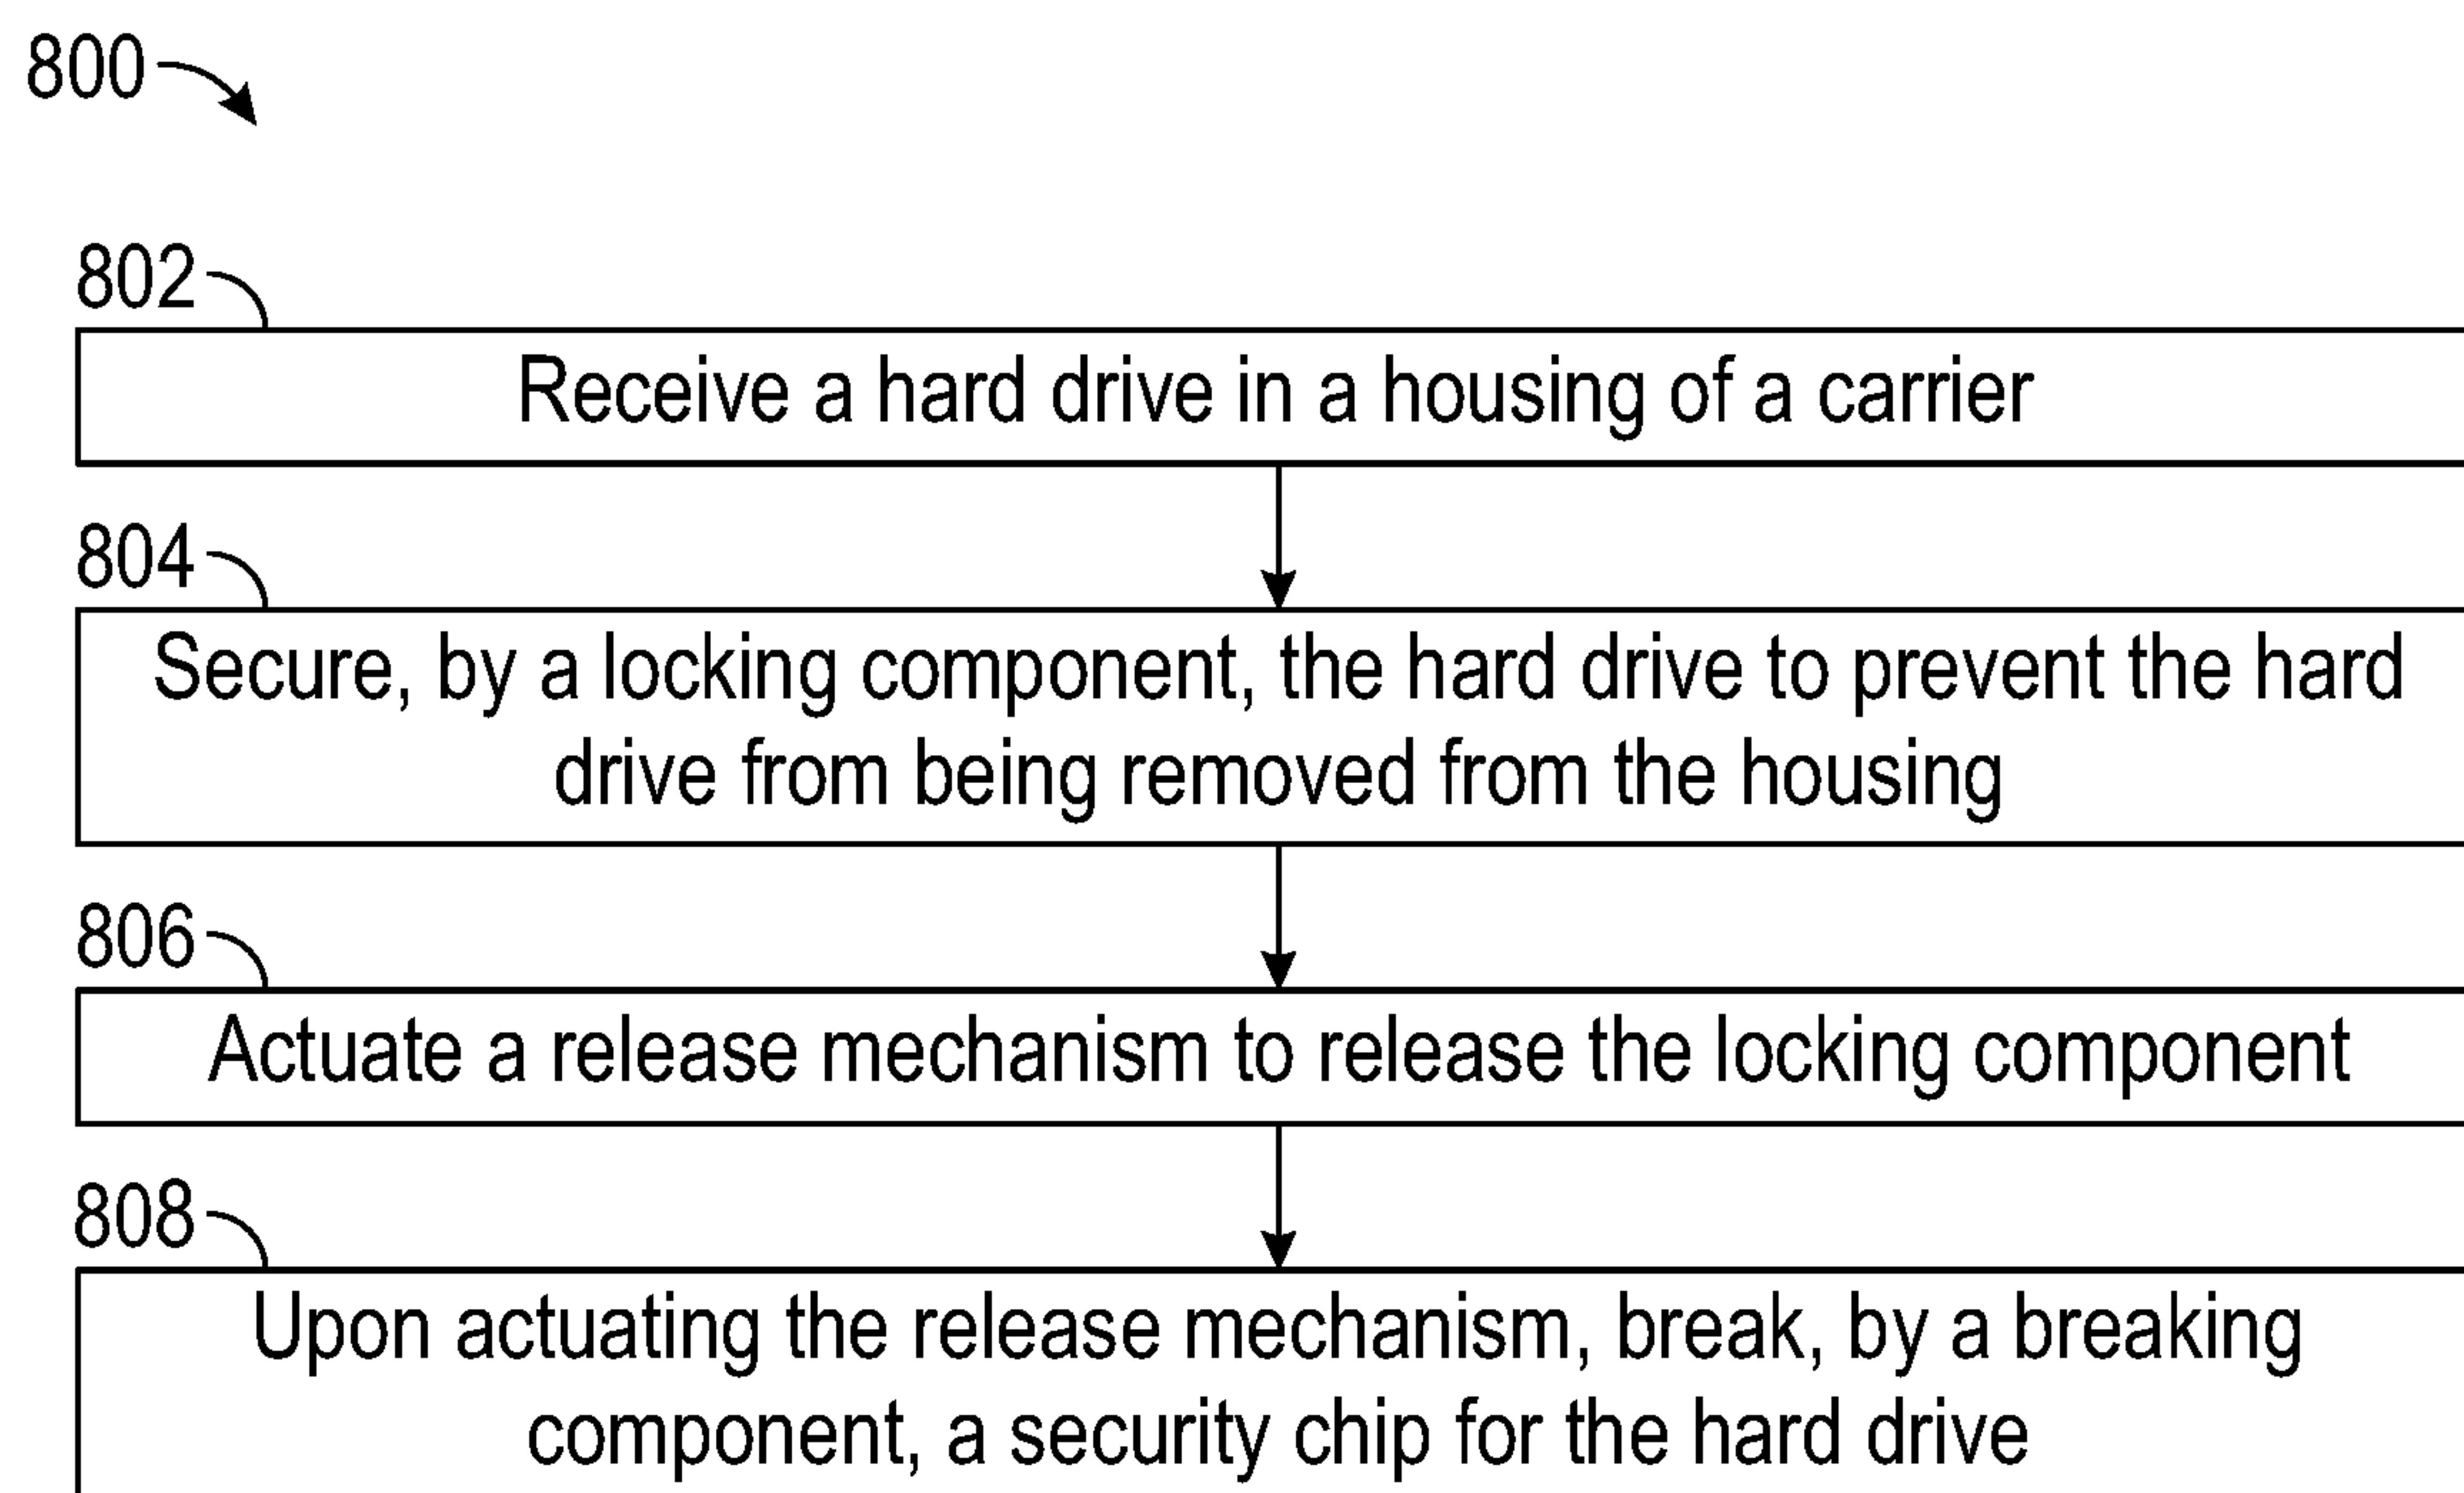 800
802
Receive a hard drive in a housing of a carrier
804
Secure, by a locking component, the hard drive to prevent the hard
drive from being removed from the housing
806
Actuate a release mechanism to release the locking component
808
Upon actuating the release mechanism, break, by a breaking
component, a security chip for the hard drive